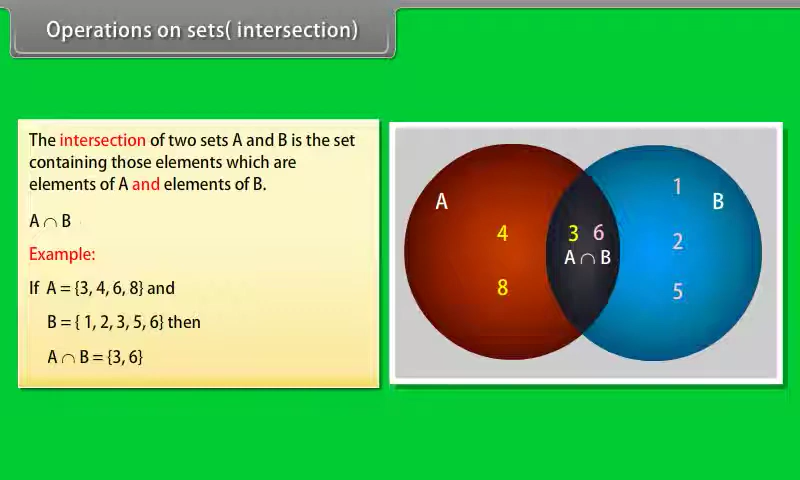 Operations on sets( intersection)
The intersection of two sets A and B is the set
containing those elements which are
elements of A and elements of B.
A ∩ B
Example:
If A = {3, 4, 6, 8} and
B = { 1, 2, 3, 5, 6} then
A ∩ B = {3, 6}
A
4
8
3 6
A ∩ B
1
B
2
5